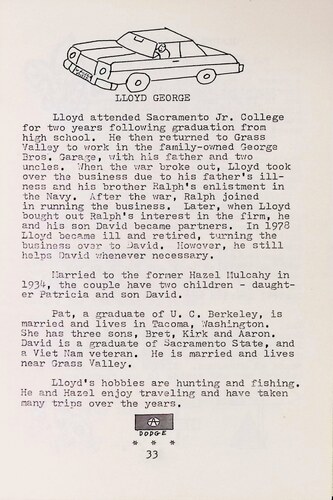 LLOYD GEORGE
Lloyd attended Sacramento Jr. College
for two years following graduation from
high school. He then returned to Grass
Valley to work in the family-owned George
Bros. Garage, with his father and two
uncles. When the war broke out, Lloyd took
over the business due to his father's ill-
ness and his brother Ralph's enlistment in
the Navy. After the war, Ralph joined
in running the business. Later, when Lloyd
bought out Ralph's interest in the firm, he
and his son David became partners. In 1978
Lloyd became ill and retired, turning the
business over to David. However, he still
helps David whenever necessary.
Married to the former Hazel Mulcahy in
1934, the couple have two children - daught-
er Patricia and son David.
Pat, a graduate of U. C. Berkeley, is
married and lives in Tacoma, Washington.
She has three sons, Bret, Kirk and Aaron.
David is a graduate of Sacramento State, and
a Viet Nam veteran. He is married and lives
near Grass Valley.
Lloyd's hobbies are hunting and fishing.
He and Hazel enjoy traveling and have taken
many trips over the years.
DODGE
* * *
33